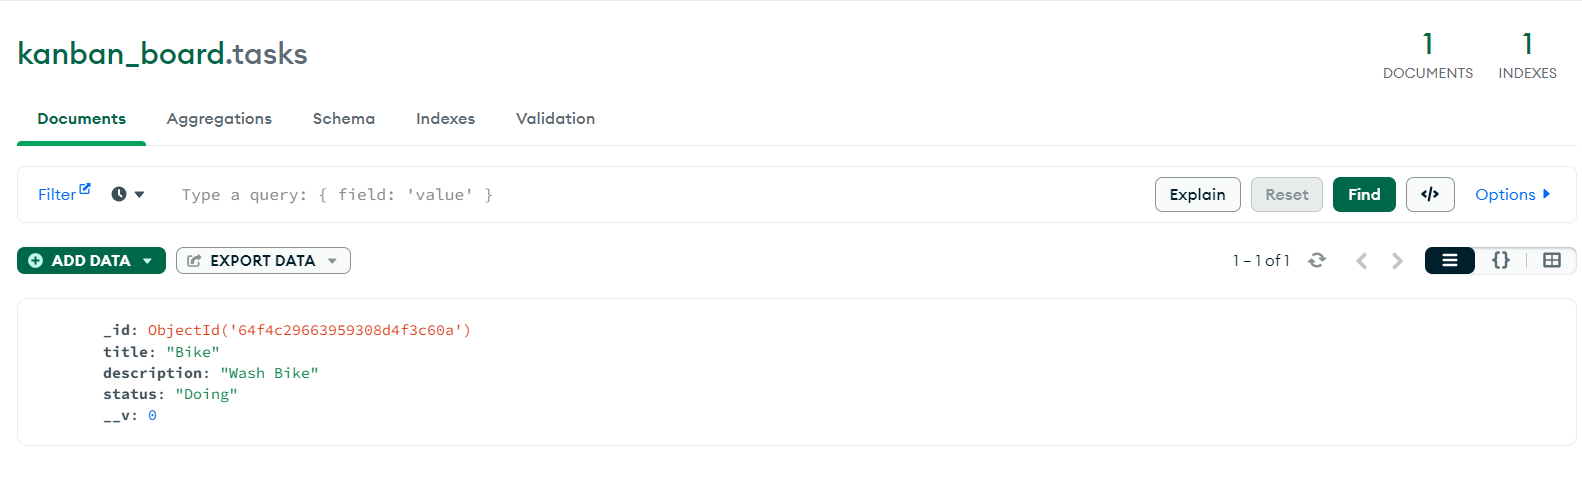 kanban_board.tasks
1 1
DOCUMENTS INDEXES
Documents Aggregations Schema Indexes Validation
Filter Type a query: { field: 'value' } Explain Reset Find </> Options
ADD DATA EXPORT DATA 1 – 1 of 1 {}
_id: ObjectId('64f4c29663959308d4f3c60a')
title: "Bike"
description: "Wash Bike"
status: "Doing"
__v: 0